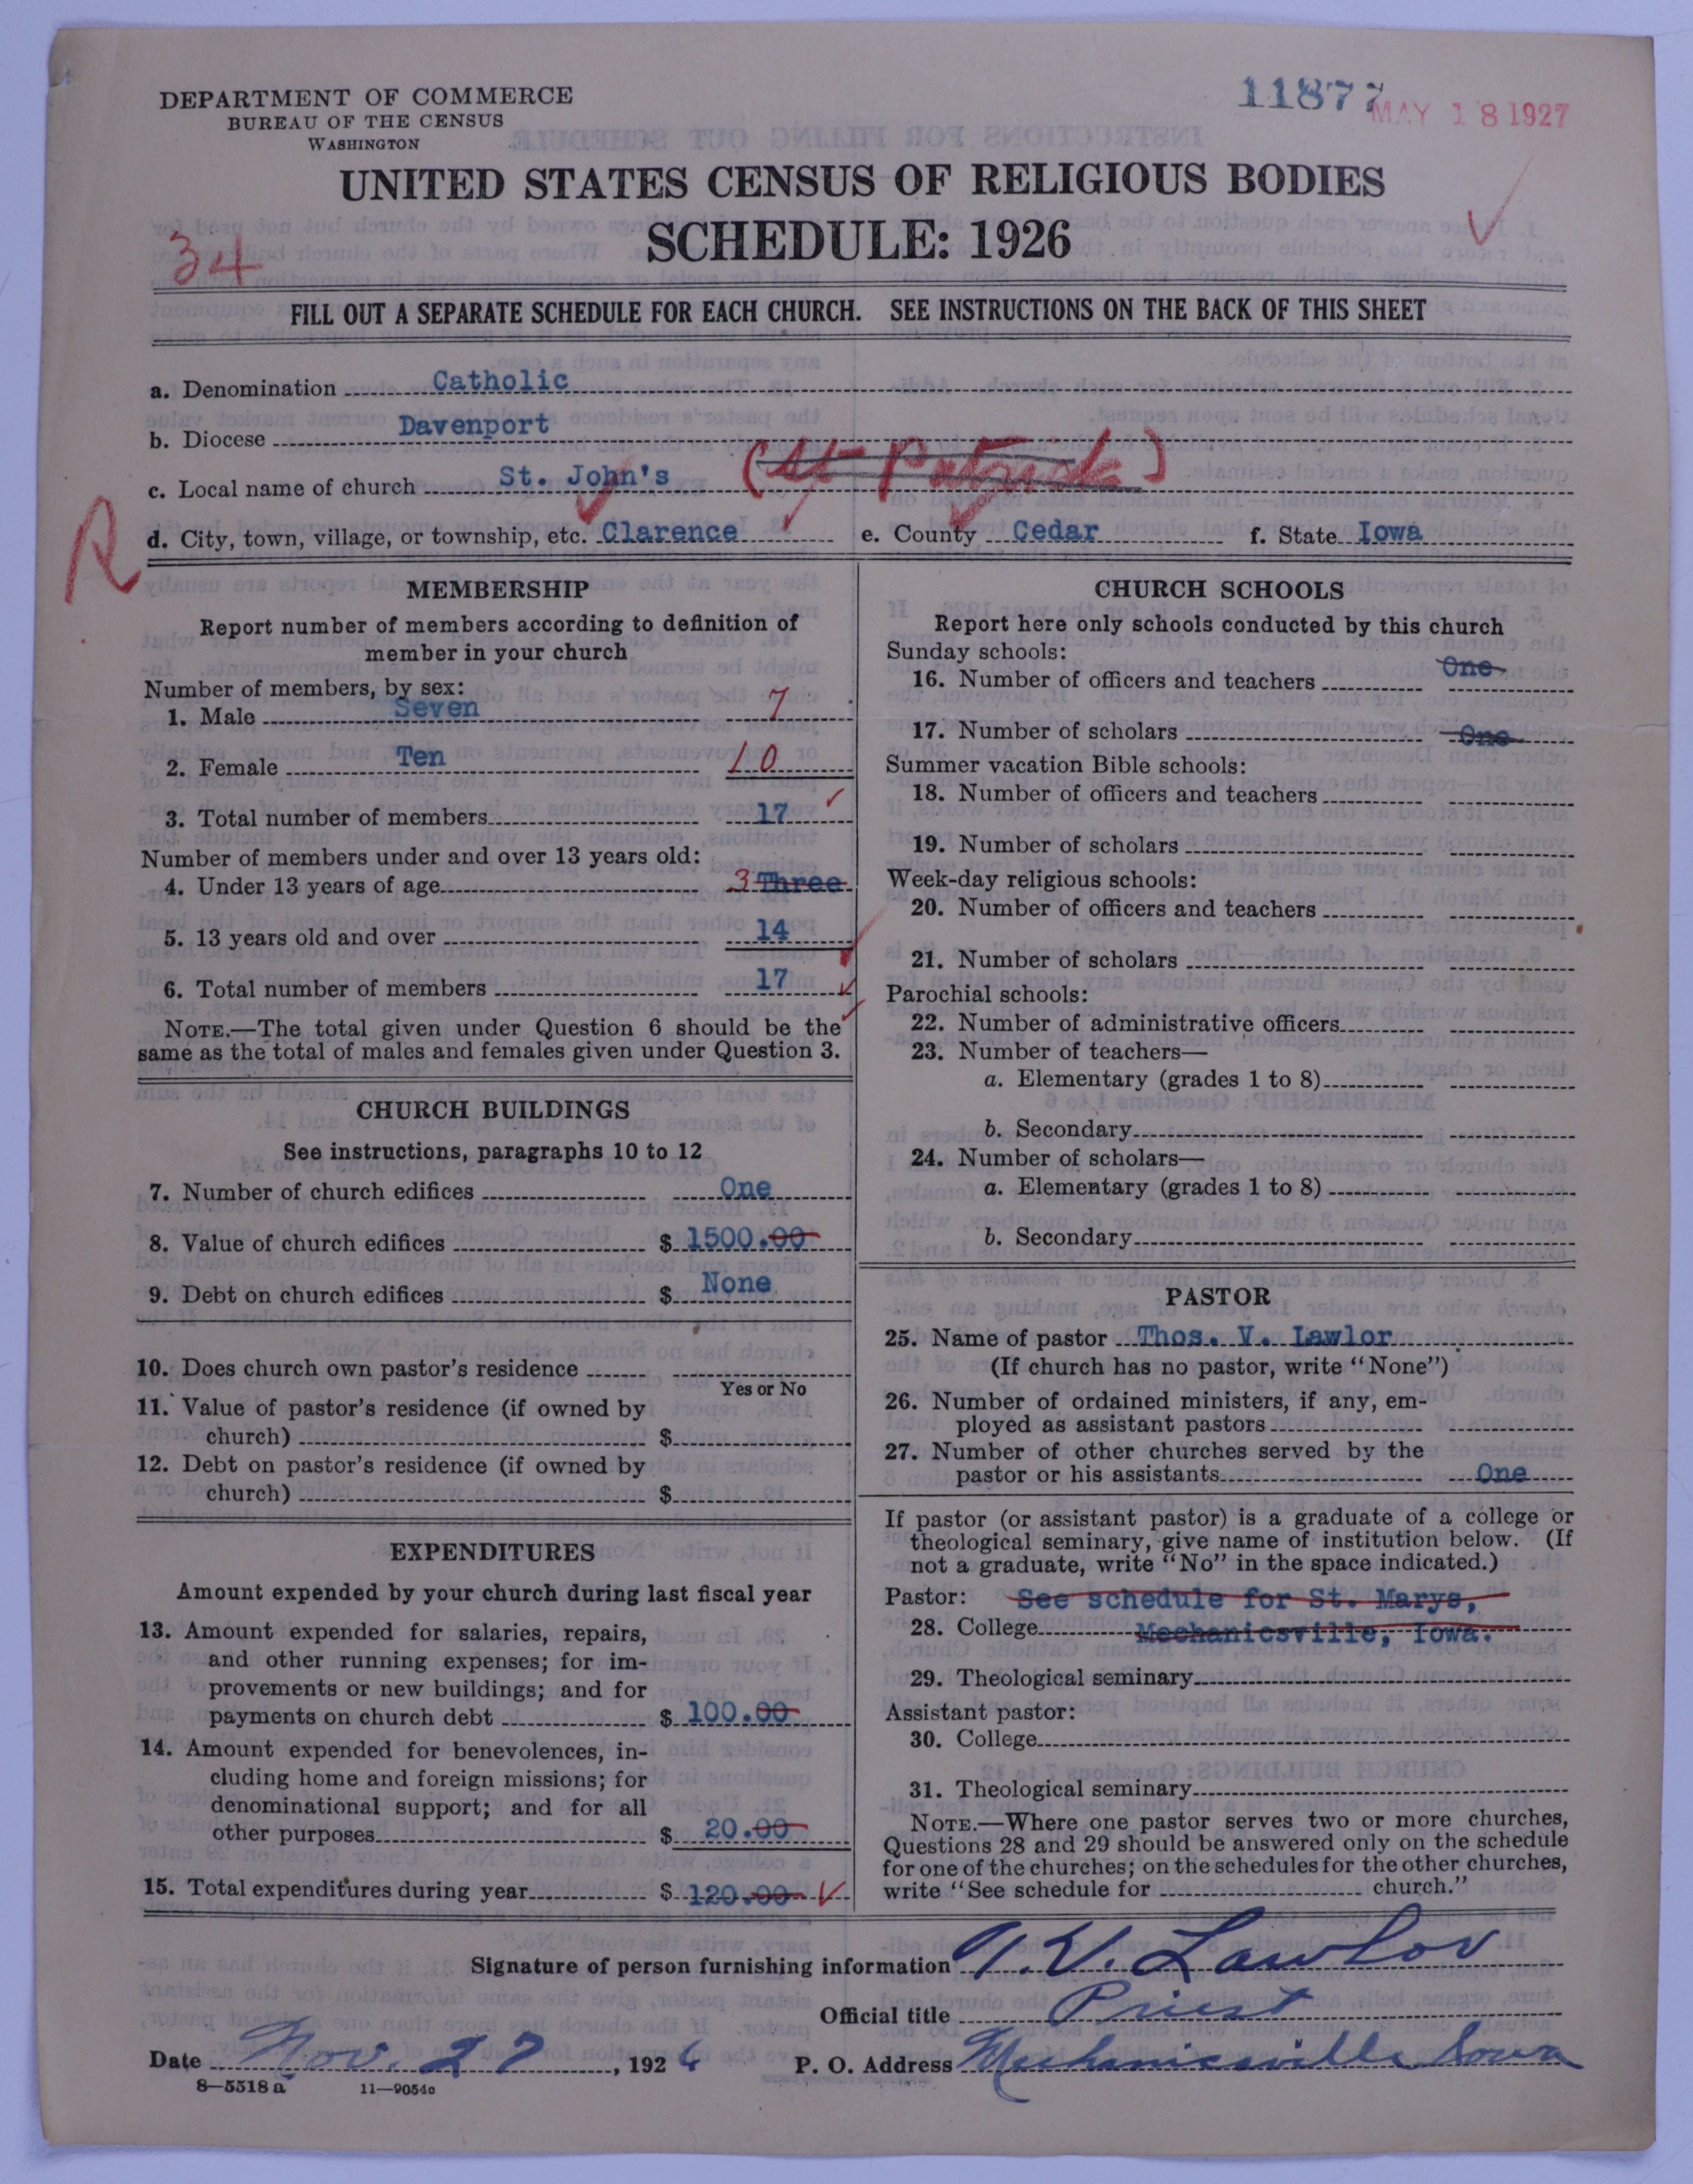 DEPARTMENT OF COMMERCE
BUREAU OF THE CENSUS
WASHINGTON
11877
MAY 18 1927
UNITED STATES CENSUS OF RELIGIOUS BODIES
SCHEDULE: 1926
34
FILL OUT A SEPARATE SCHEDULE FOR EACH CHURCH. SEE INSTRUCTIONS ON THE BACK OF THIS SHEET
a. Denomination Catholic
b. Diocese Davenport
c. Local name of church St. John's (St Patricks)
R
d. City, town, village, or township, etc. Clarence e. County Cedar f. State Iowa
MEMBERSHIP
Report number of members according to definition of
member in your church
Number of members, by sex:
1. Male Seven 7
2. Female Ten 10
3. Total number of members 17
Number of members under and over 13 years old:
4. Under 13 years of age 3 Three
5. 13 years old and over 14
6. Total number of members 17
NOTE.—The total given under Question 6 should be the
same as the total of males and females given under Question 3.
CHURCH BUILDINGS
See instructions, paragraphs 10 to 12
7. Number of church edifices One
8. Value of church edifices $ 1500.00
9. Debt on church edifices $ None
10. Does church own pastor's residence
Yes or No
11. Value of pastor's residence (if owned by
church) $
12. Debt on pastor's residence (if owned by
church) $
EXPENDITURES
Amount expended by your church during last fiscal year
13. Amount expended for salaries, repairs,
and other running expenses; for im-
provements or new buildings; and for
payments on church debt $ 100.00
14. Amount expended for benevolences, in-
cluding home and foreign missions; for
denominational support; and for all
other purposes $ 20.00
15. Total expenditures during year $ 120.00
CHURCH SCHOOLS
Report here only schools conducted by this church
Sunday schools:
16. Number of officers and teachers One
17. Number of scholars One
Summer vacation Bible schools:
18. Number of officers and teachers
19. Number of scholars
Week-day religious schools:
20. Number of officers and teachers
21. Number of scholars
Parochial schools:
22. Number of administrative officers
23. Number of teachers—
a. Elementary (grades 1 to 8)
b. Secondary
24. Number of scholars—
a. Elementary (grades 1 to 8)
b. Secondary
PASTOR
25. Name of pastor Thos. V. Lawlor
(If church has no pastor, write "None")
26. Number of ordained ministers, if any, em-
ployed as assistant pastors
27. Number of other churches served by the
pastor or his assistants One
If pastor (or assistant pastor) is a graduate of a college or
theological seminary, give name of institution below. (If
not a graduate, write "No" in the space indicated.)
Pastor: See schedule for St. Marys,
28. College Mechanicsville, Iowa.
29. Theological seminary
Assistant pastor:
30. College
31. Theological seminary
NOTE.—Where one pastor serves two or more churches,
Questions 28 and 29 should be answered only on the schedule
for one of the churches; on the schedules for the other churches,
write "See schedule for church."
Signature of person furnishing information T. V. Lawlor
Official title Priest
Date Nov. 27, 1926 P. O. Address Mechanicsville Iowa
8—5518 a 11—9054c